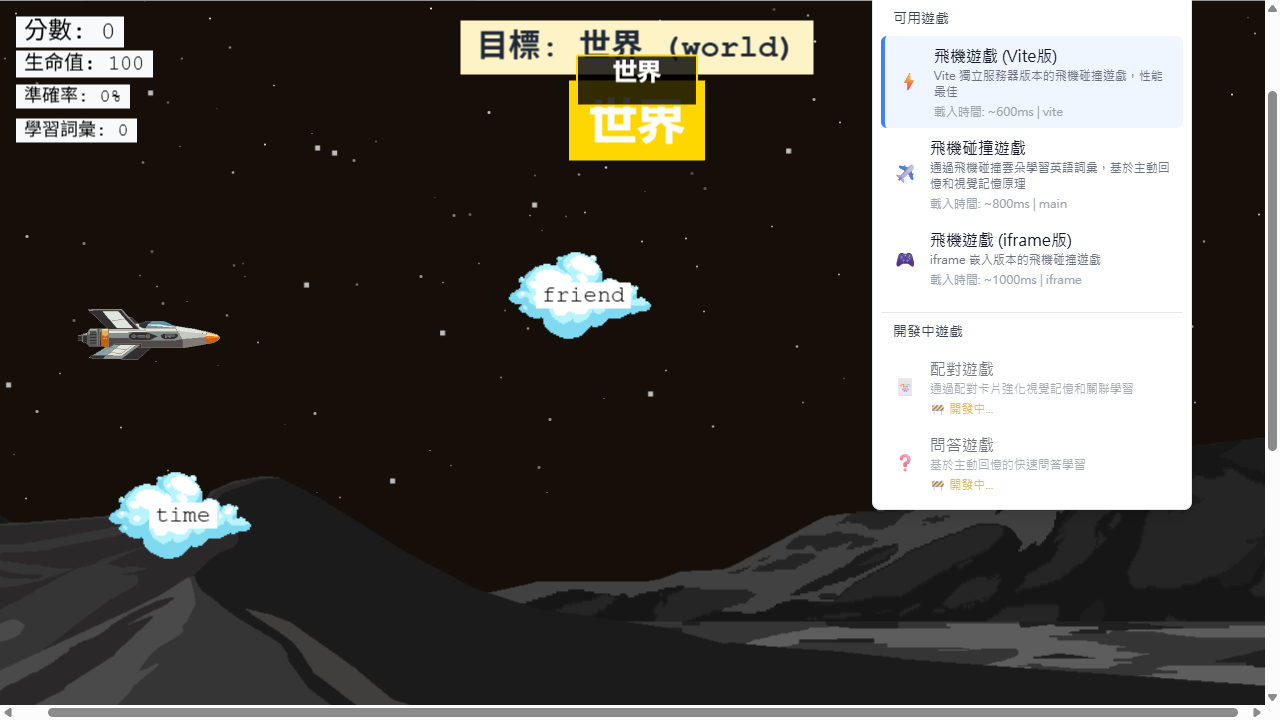 分數: 0
生命值: 100
準確率: 0%
學習詞彙: 0
目標: 世界 (world)
世界
世界
friend
time
可用遊戲
飛機遊戲 (Vite版)
Vite 獨立服務器版本的飛機碰撞遊戲，性能
最佳
載入時間: ~600ms | vite
飛機碰撞遊戲
通過飛機碰撞雲朵學習英語詞彙，基於主動回
憶和視覺記憶原理
載入時間: ~800ms | main
飛機遊戲 (iframe版)
iframe 嵌入版本的飛機碰撞遊戲
載入時間: ~1000ms | iframe
開發中遊戲
配對遊戲
通過配對卡片強化視覺記憶和關聯學習
🚧 開發中...
問答遊戲
基於主動回憶的快速問答學習
🚧 開發中...